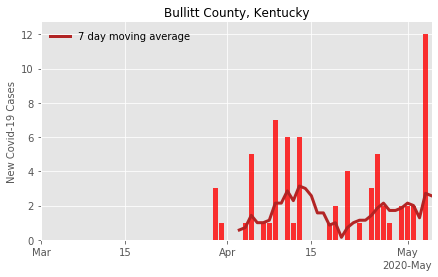 Bullitt County, Kentucky
7 day moving average
New Covid-19 Cases
12
10
8
6
4
2
0
Mar
15
Apr
15
May
2020-May